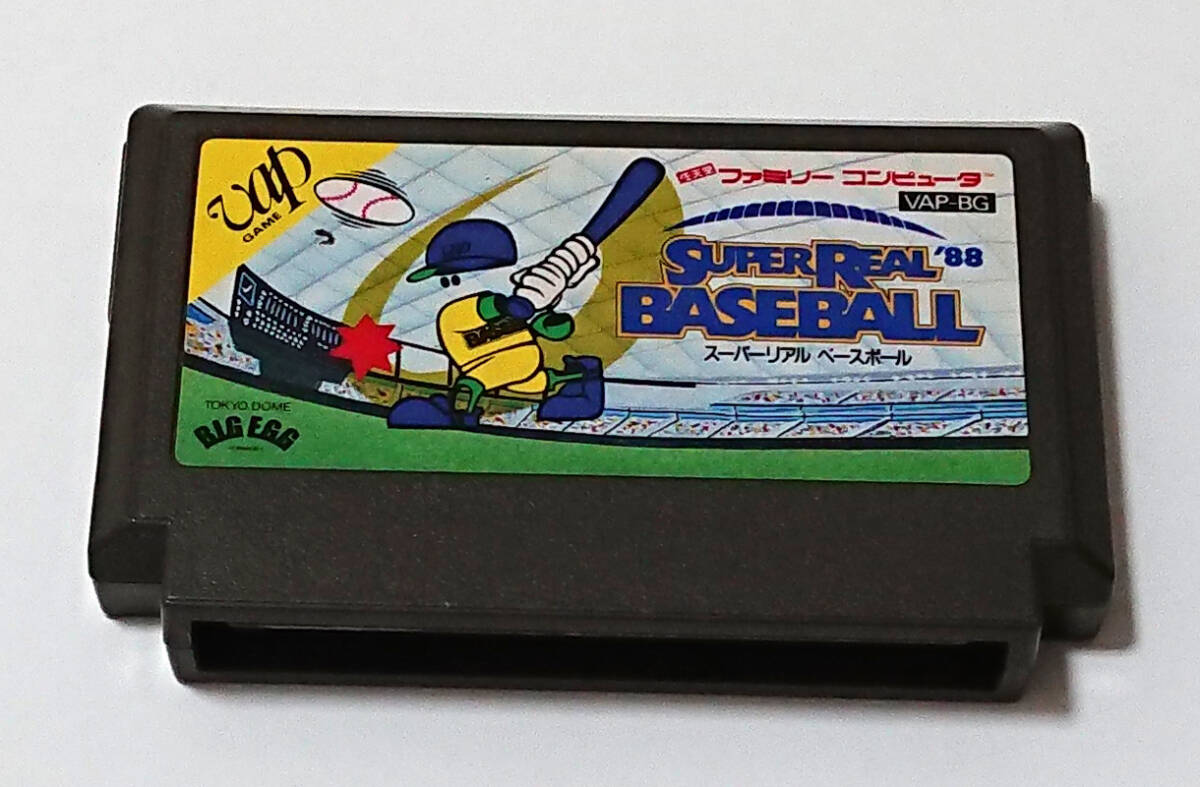 vap
GAME
任天堂 ファミリー コンピュータ™
VAP-BG
SUPER REAL '88
BASEBALL
スーパーリアル ベースボール
TOKYO DOME
BIG EGG